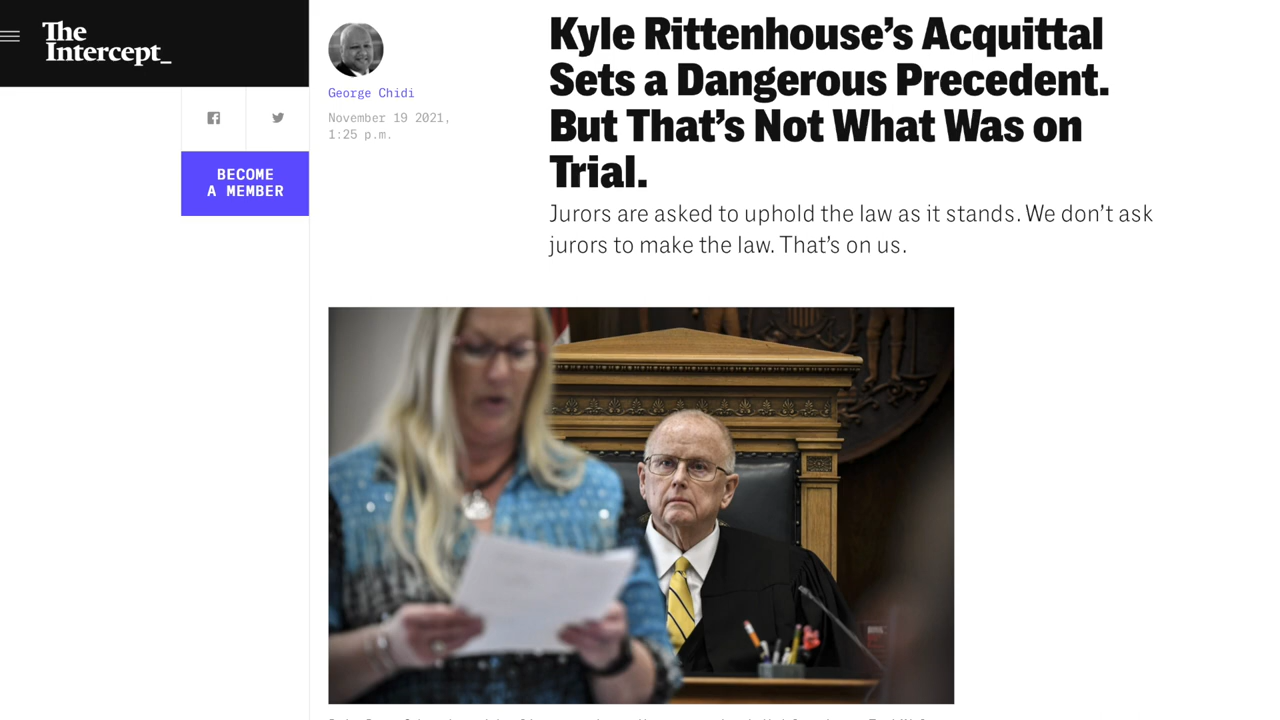 The
Intercept_
BECOME
A MEMBER
George Chidi
November 19 2021,
1:25 p.m.
Kyle Rittenhouse’s Acquittal
Sets a Dangerous Precedent.
But That’s Not What Was on
Trial.
Jurors are asked to uphold the law as it stands. We don’t ask
jurors to make the law. That’s on us.